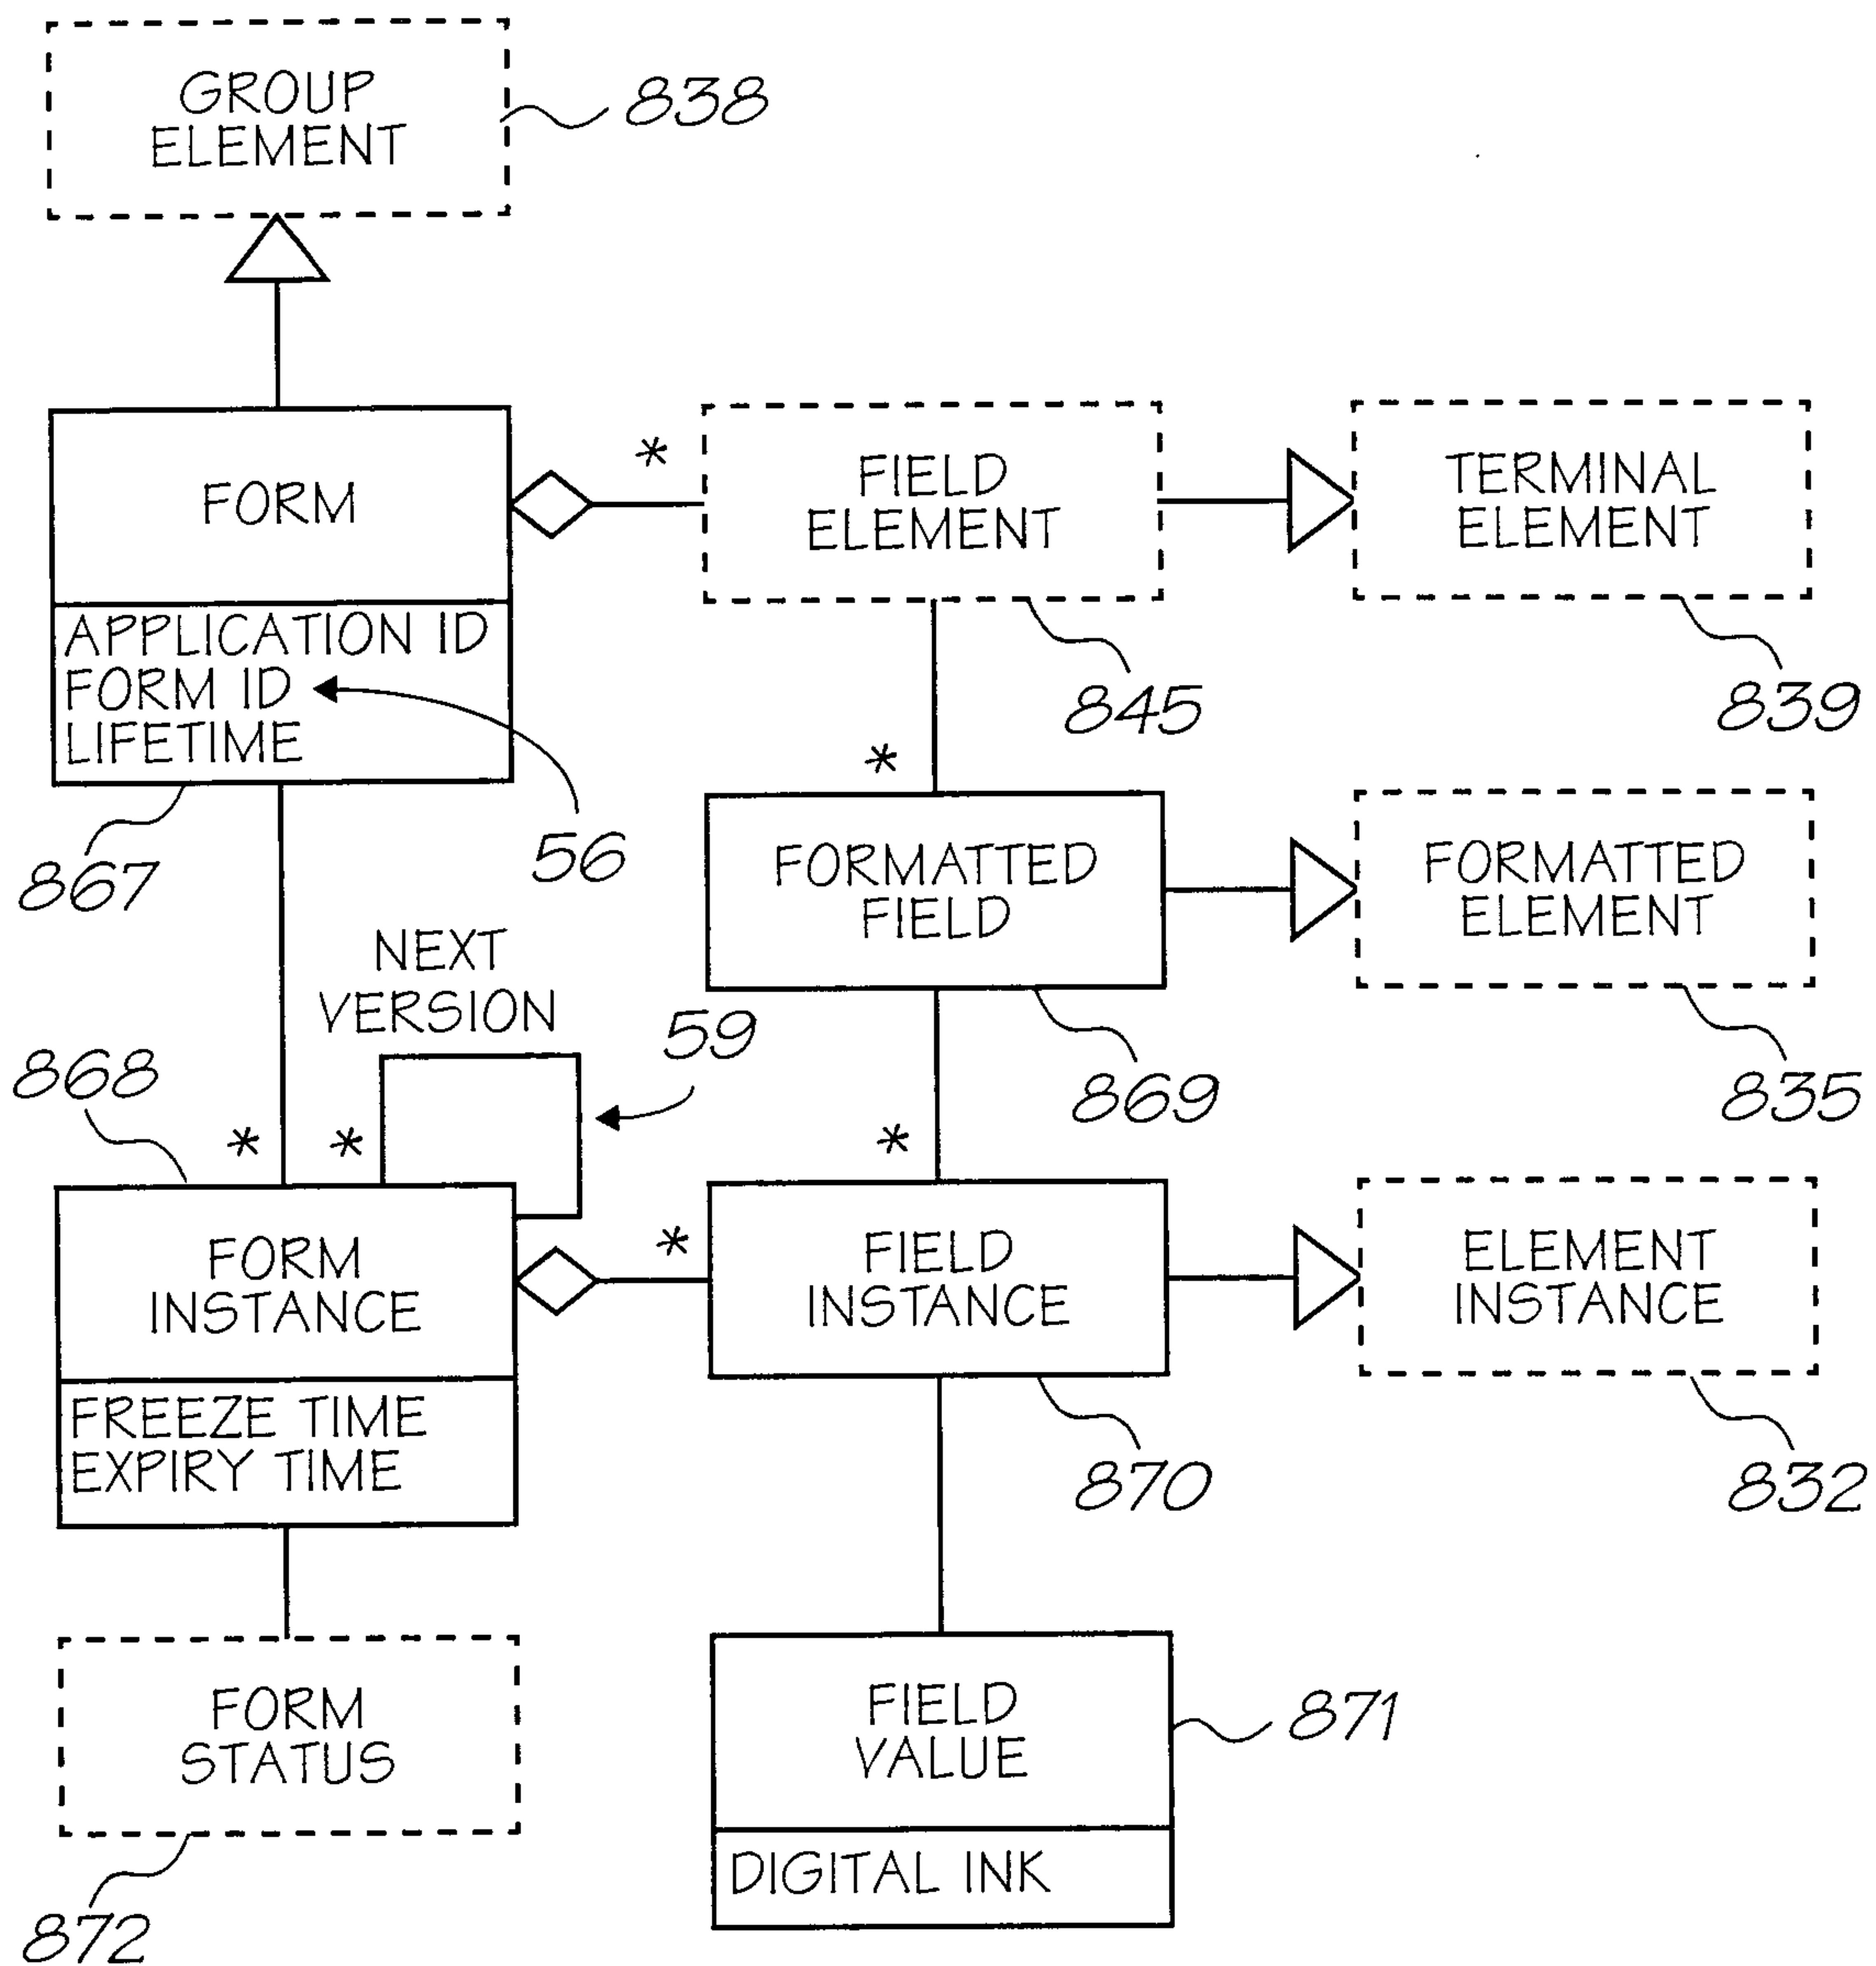 GROUP
ELEMENT
838
FORM
*
FIELD
ELEMENT
TERMINAL
ELEMENT
APPLICATION ID
FORM ID
LIFETIME
56
867
845
839
*
FORMATTED
FIELD
FORMATTED
ELEMENT
869
835
NEXT
VERSION
59
868
*
*
*
FORM
INSTANCE
*
FIELD
INSTANCE
ELEMENT
INSTANCE
FREEZE TIME
EXPIRY TIME
870
832
FORM
STATUS
872
FIELD
VALUE
871
DIGITAL INK